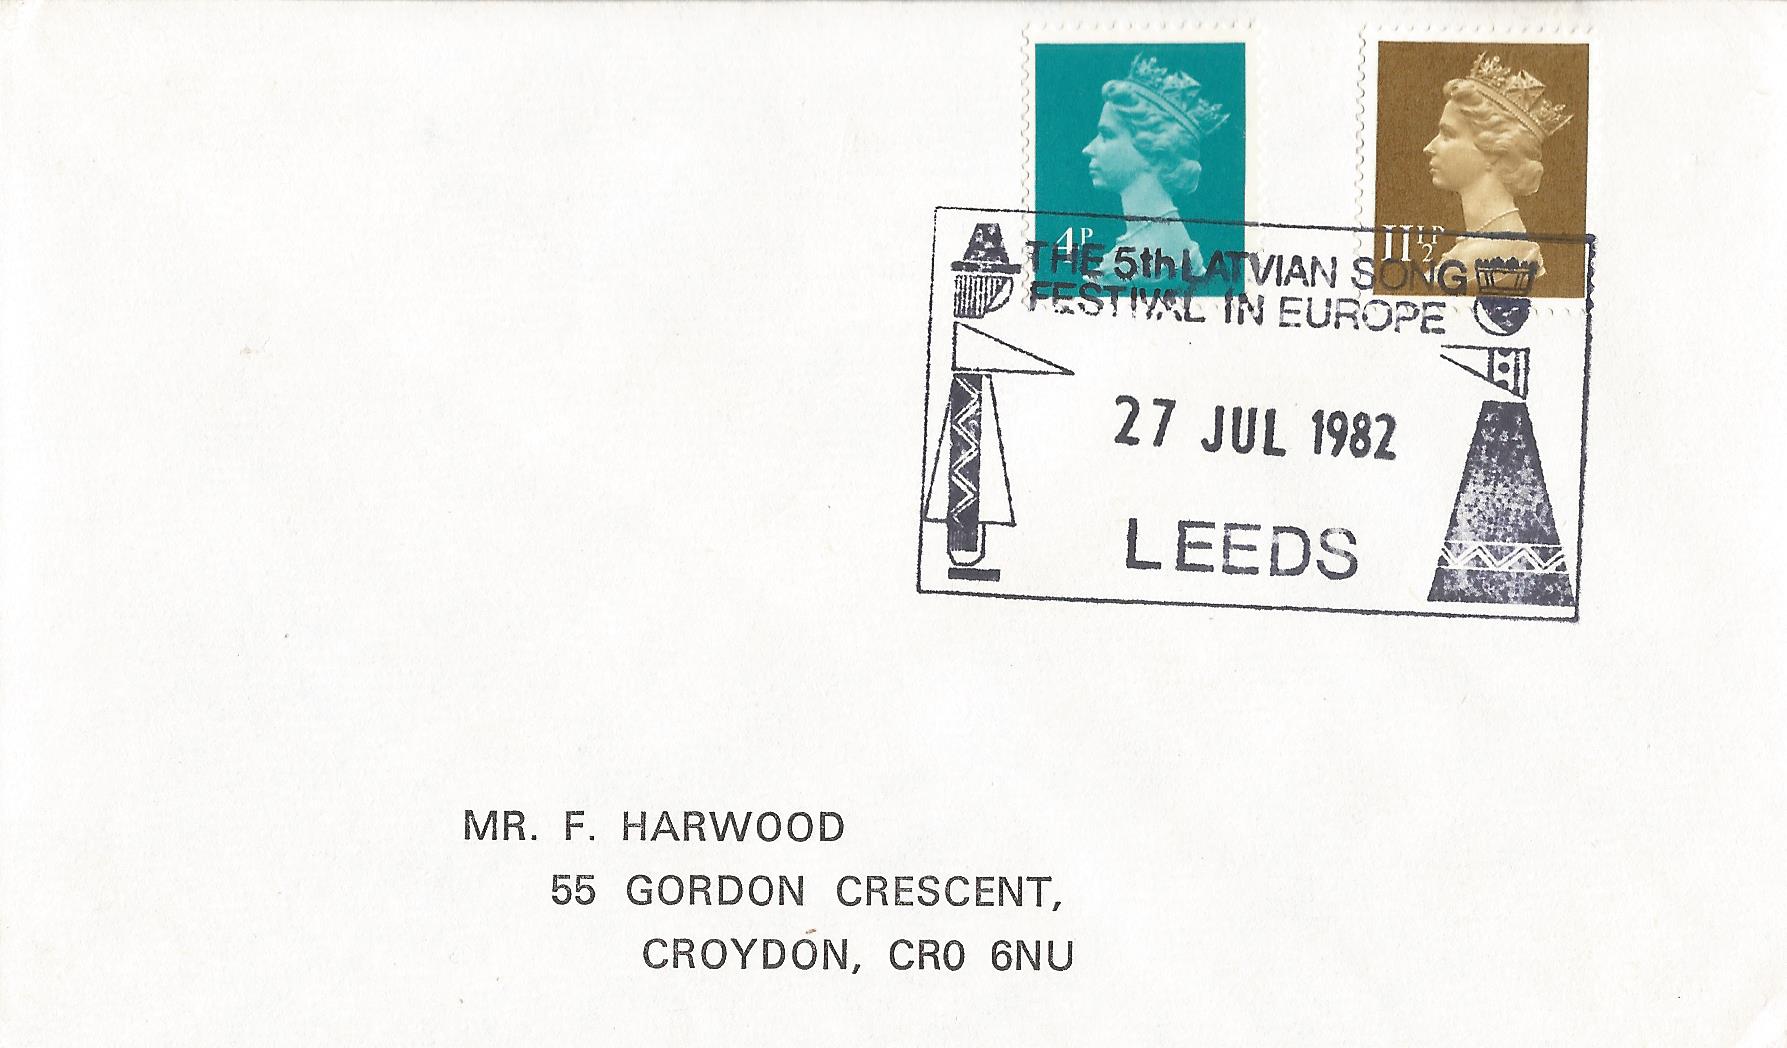 4P
11½P
THE 5th LATVIAN SONG
FESTIVAL IN EUROPE
27 JUL 1982
LEEDS
MR. F. HARWOOD
55 GORDON CRESCENT,
CROYDON, CR0 6NU